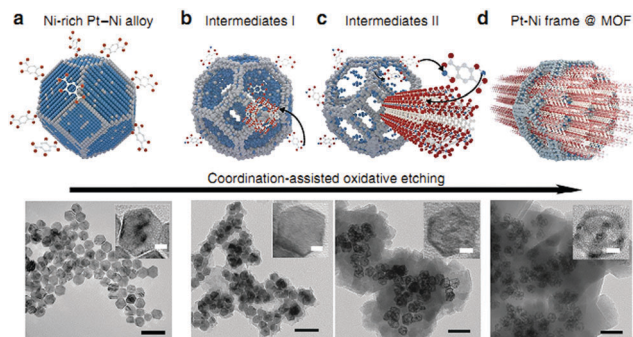 a Ni-rich Pt–Ni alloy
b Intermediates I
c Intermediates II
d Pt-Ni frame @ MOF
Coordination-assisted oxidative etching